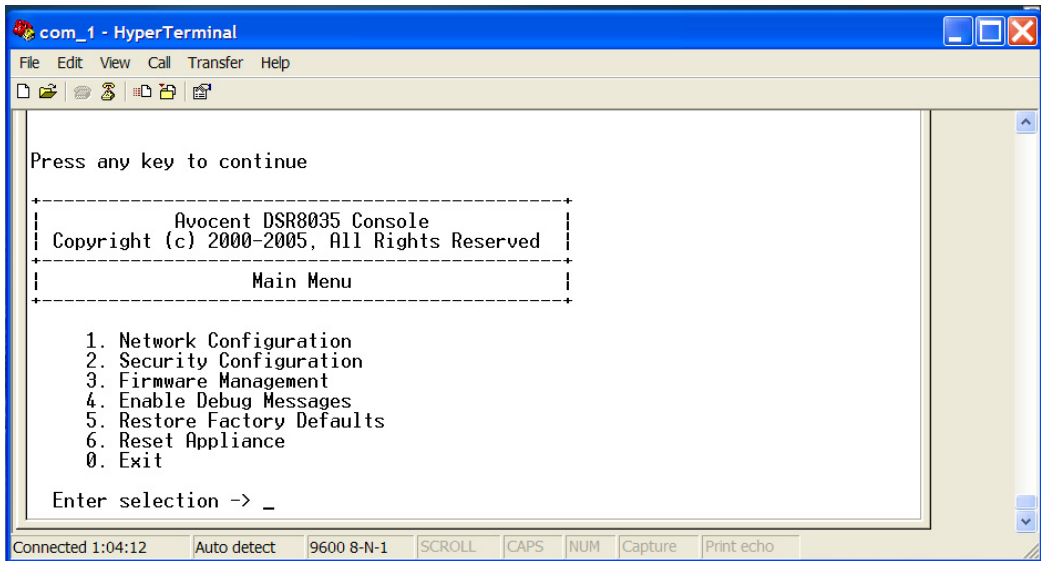 com_1 - HyperTerminal
File Edit View Call Transfer Help
Press any key to continue
Avocent DSR8035 Console
Copyright (c) 2000-2005, All Rights Reserved
Main Menu
1. Network Configuration
2. Security Configuration
3. Firmware Management
4. Enable Debug Messages
5. Restore Factory Defaults
6. Reset Appliance
0. Exit
Enter selection -> _
Connected 1:04:12 Auto detect 9600 8-N-1 SCROLL CAPS NUM Capture Print echo